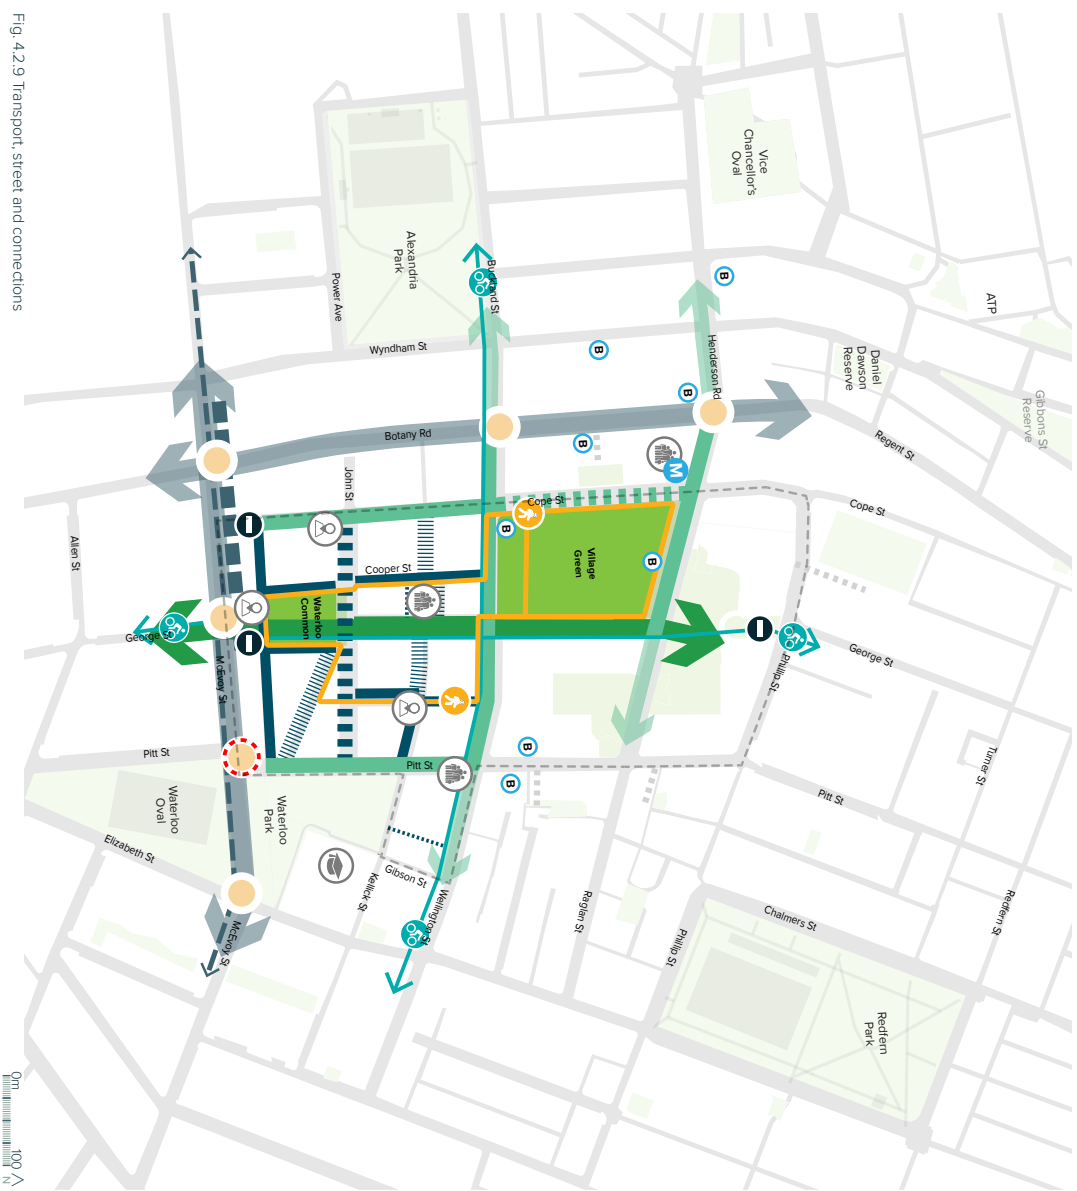 Fig. 4.2.9 Transport, street and connections
Vice
Chancellor's
Oval
Alexandria
Park
Power Ave
Buckland St
Wyndham St
Henderson Rd
ATP
Daniel
Dawson
Reserve
Gibbons St
Reserve
Regent St
Botany Rd
John St
Cope St
Cope St
Allen St
Cooper St
Village
Green
Waterloo
Common
George St
George St
McEvoy St
Phillip St
Pitt St
Pitt St
Pitt St
Turner St
Waterloo
Oval
Waterloo
Park
Elizabeth St
Gibson St
Kellick St
Wellington St
McEvoy St
Raglan St
Phillip St
Chalmers St
Redfern St
Redfern
Park
B
B
B
B
B
B
B
B
M
0m
100
N